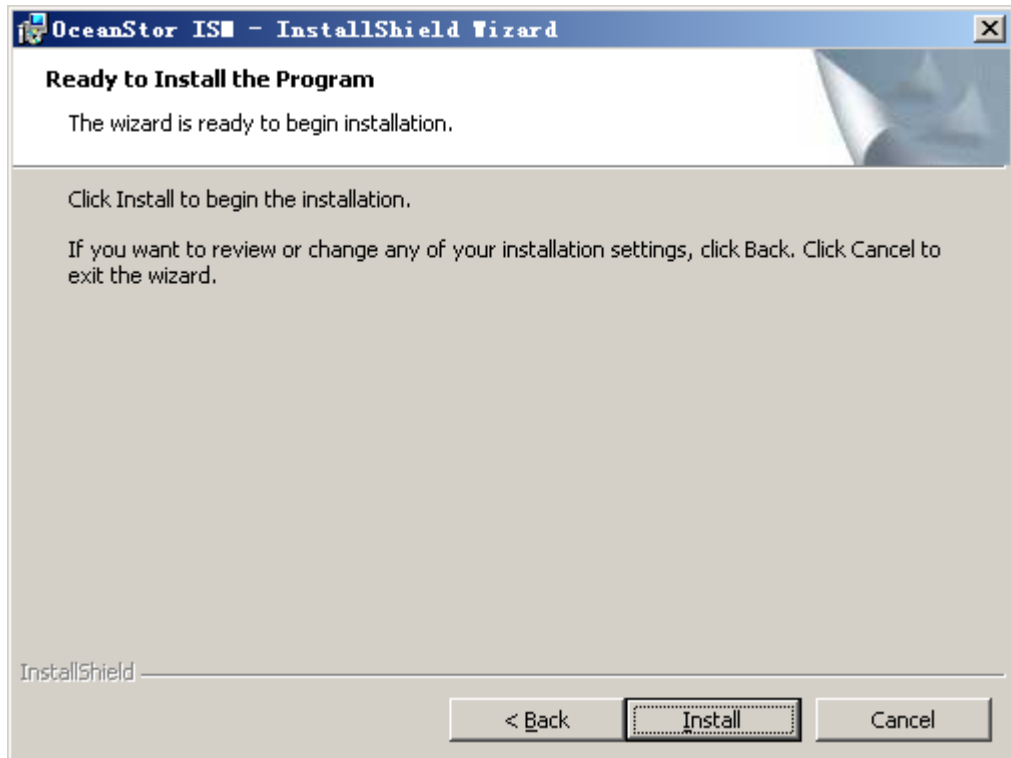 OceanStor ISM - InstallShield Wizard
Ready to Install the Program
The wizard is ready to begin installation.
Click Install to begin the installation.
If you want to review or change any of your installation settings, click Back. Click Cancel to
exit the wizard.
InstallShield
< Back
Install
Cancel